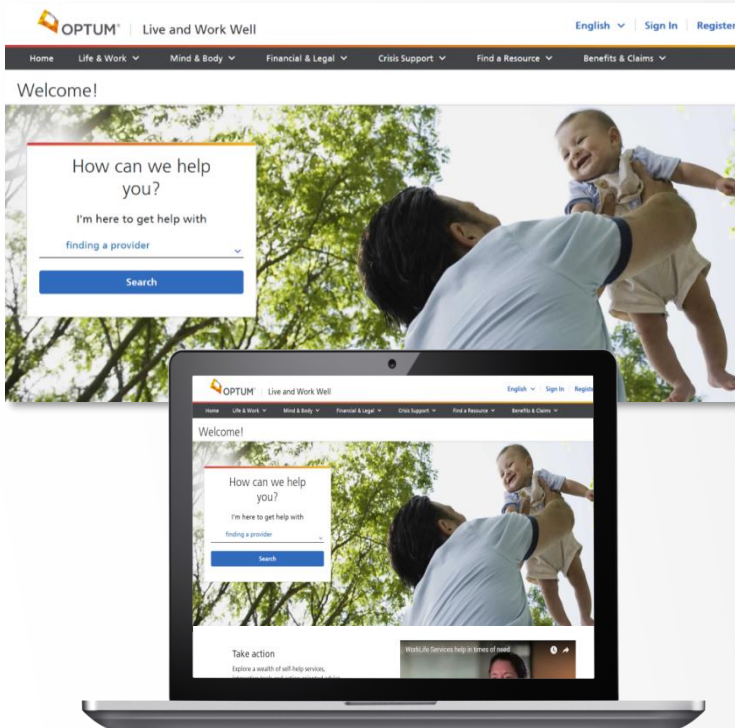 OPTUM® Live and Work Well
English Sign In Register
Home Life & Work Mind & Body Financial & Legal Crisis Support Find a Resource Benefits & Claims
Welcome!
How can we help
you?
I'm here to get help with
finding a provider
Search
OPTUM® Live and Work Well
English Sign In Registe
Home Life & Work Mind & Body Financial & Legal Crisis Support Find a Resource Benefits & Claims
Welcome!
How can we help
you?
I'm here to get help with
finding a provider
Search
Take action
Explore a wealth of self-help services,
WorkLife Services help in times of need